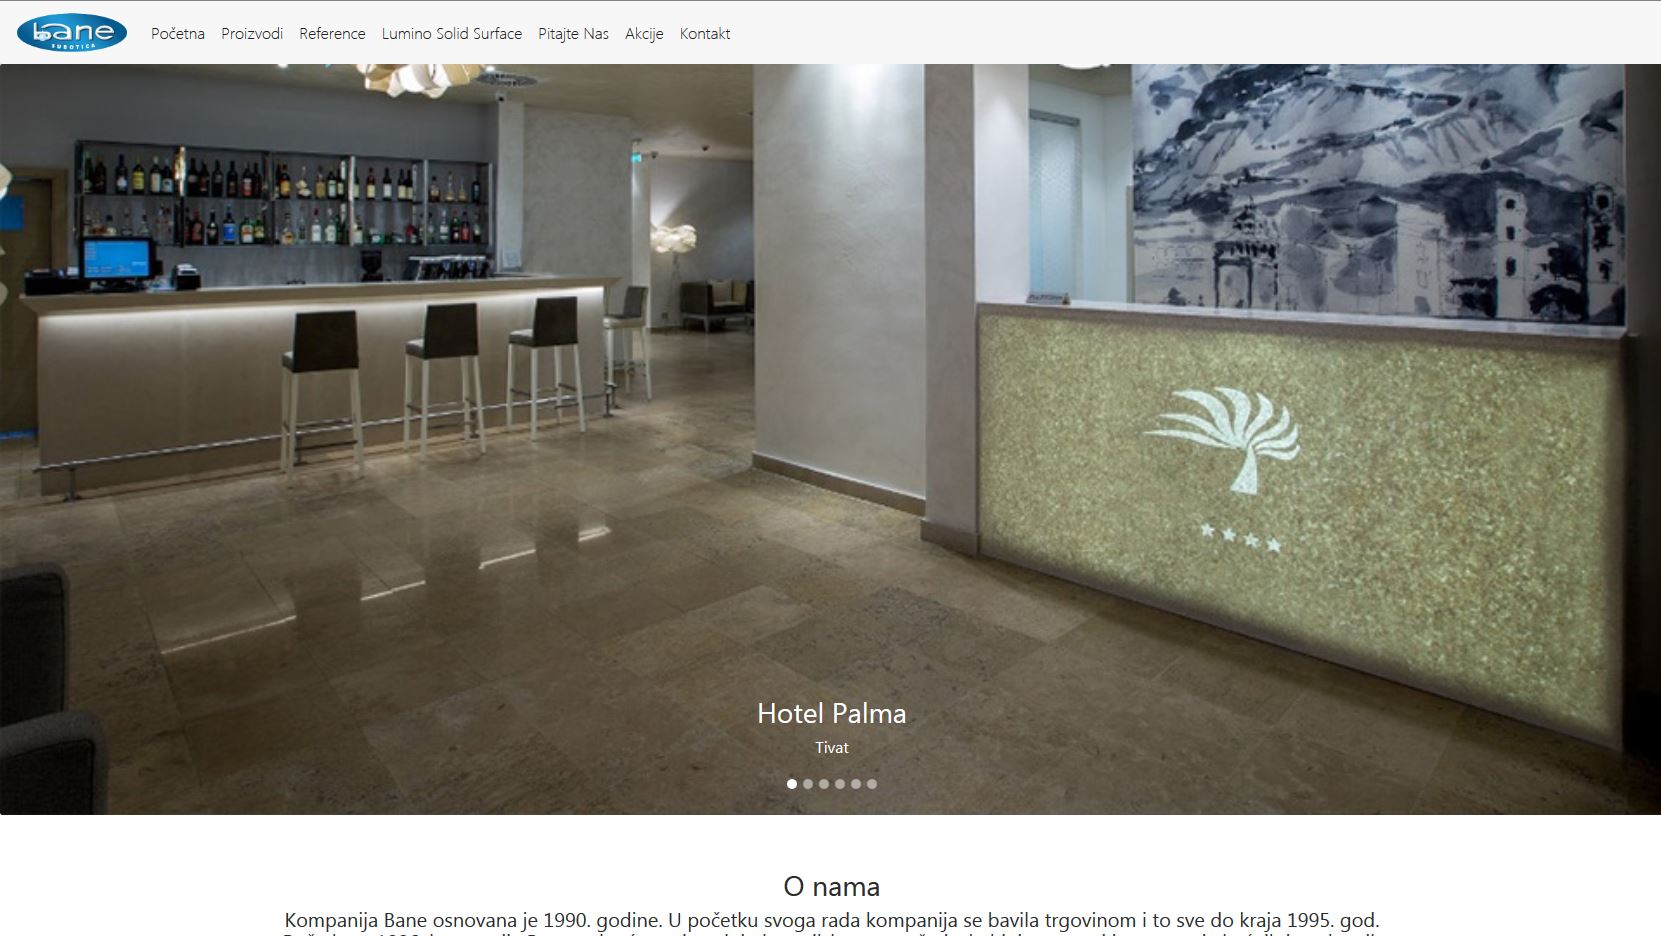 bane
SUBOTICA
Početna Proizvodi Reference Lumino Solid Surface Pitajte Nas Akcije Kontakt
Hotel Palma
Tivat
O nama
Kompanija Bane osnovana je 1990. godine. U početku svoga rada kompanija se bavila trgovinom i to sve do kraja 1995. god.